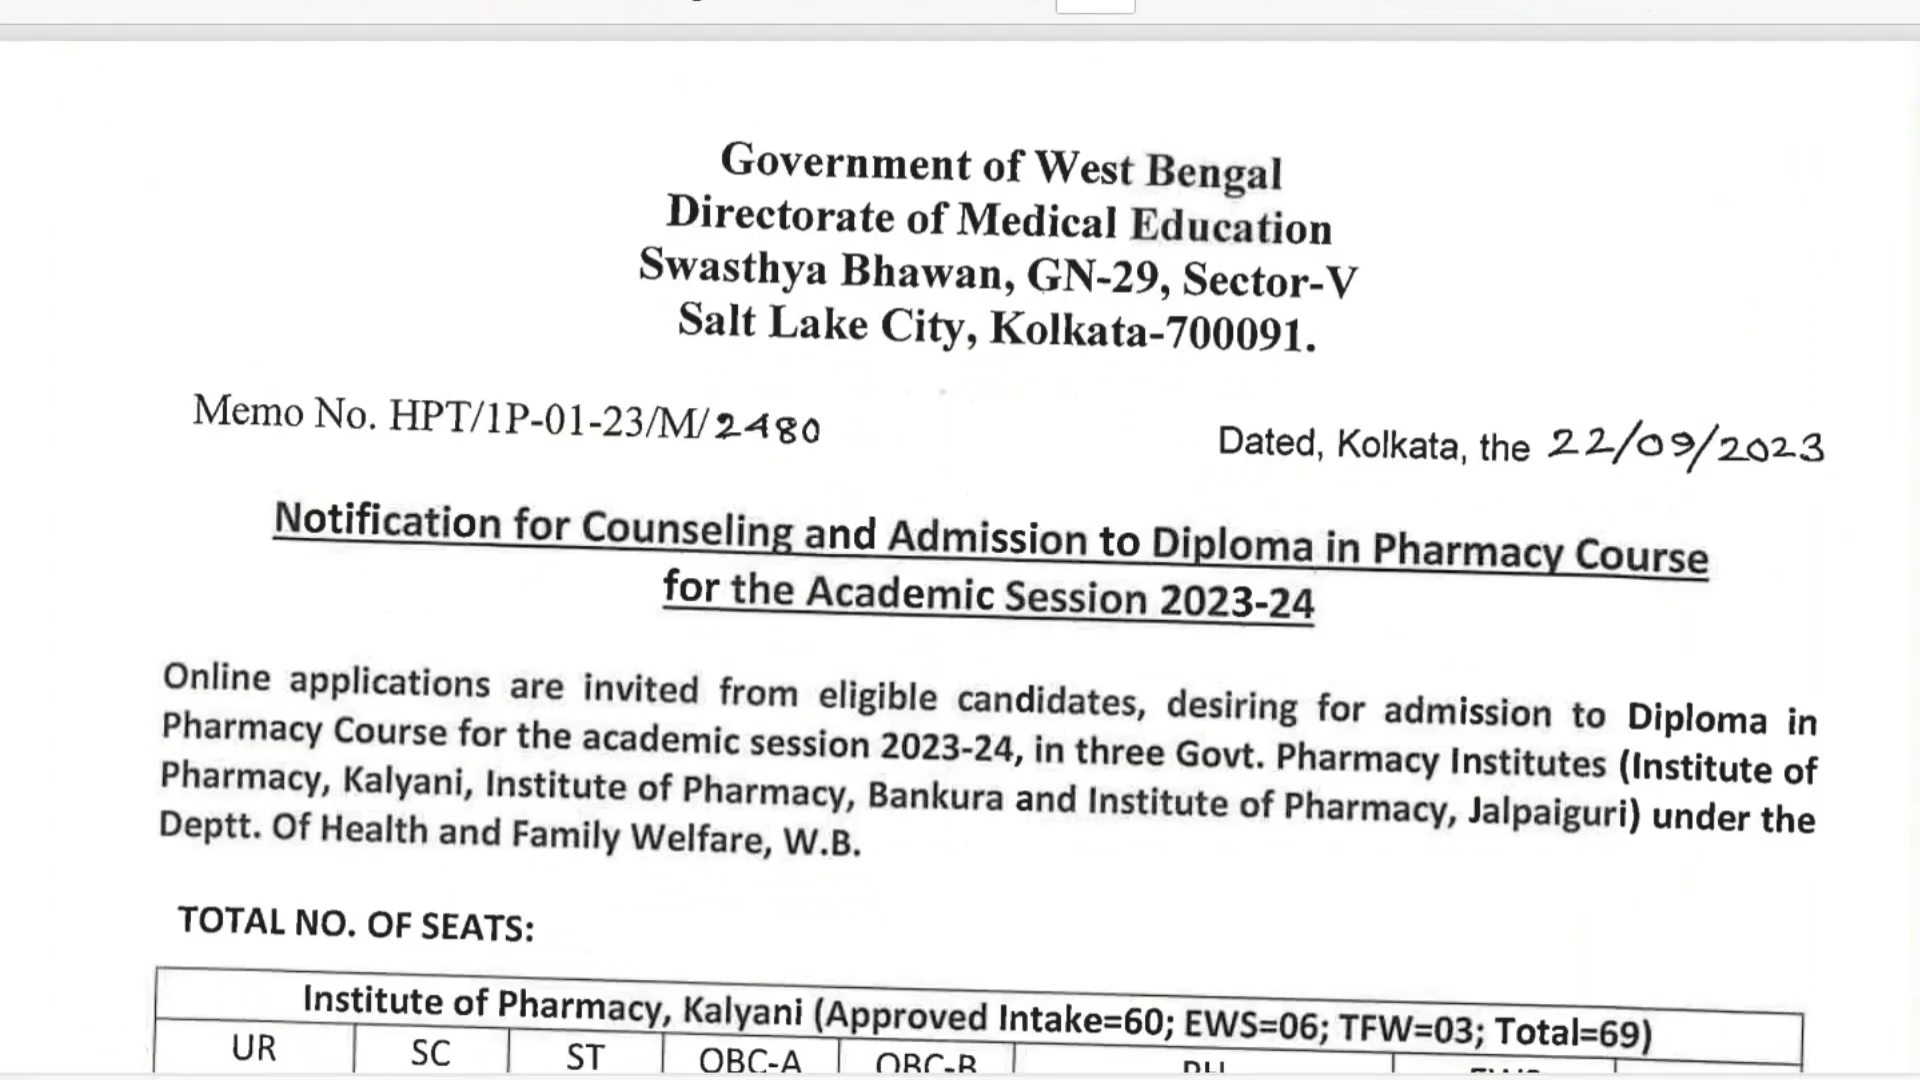 Government of West Bengal
Directorate of Medical Education
Swasthya Bhawan, GN-29, Sector-V
Salt Lake City, Kolkata-700091.
Memo No. HPT/1P-01-23/M/2480
Dated, Kolkata, the 22/09/2023
Notification for Counseling and Admission to Diploma in Pharmacy Course
for the Academic Session 2023-24
Online applications are invited from eligible candidates, desiring for admission to Diploma in
Pharmacy Course for the academic session 2023-24, in three Govt. Pharmacy Institutes (Institute of
Pharmacy, Kalyani, Institute of Pharmacy, Bankura and Institute of Pharmacy, Jalpaiguri) under the
Deptt. Of Health and Family Welfare, W.B.
TOTAL NO. OF SEATS:
Institute of Pharmacy, Kalyani (Approved Intake=60; EWS=06; TFW=03; Total=69)
UR SC ST OBC-A OBC-B